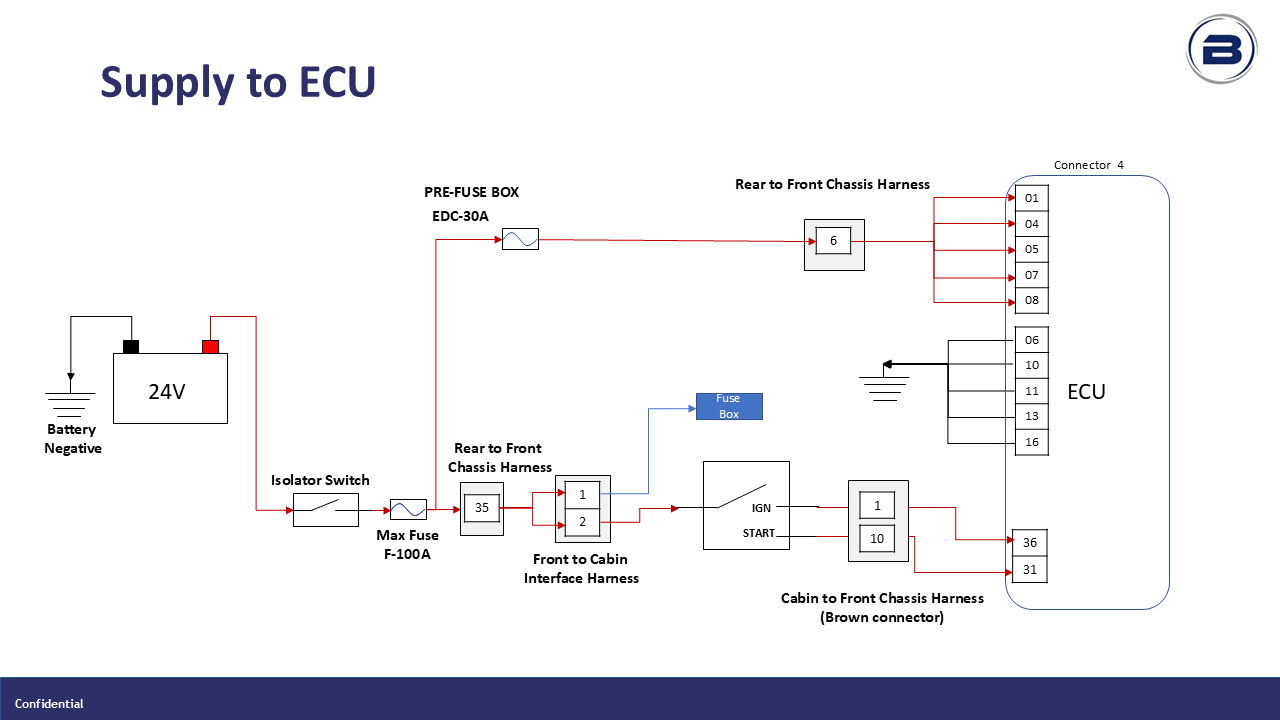 Supply to ECU
B
Connector 4
PRE-FUSE BOX
EDC-30A
Rear to Front Chassis Harness
6
01
04
05
07
08
24V
Battery
Negative
06
10
11
13
16
ECU
Fuse
Box
Isolator Switch
Max Fuse
F-100A
Rear to Front
Chassis Harness
35
1
2
Front to Cabin
Interface Harness
IGN
START
1
10
36
31
Cabin to Front Chassis Harness
(Brown connector)
Confidential